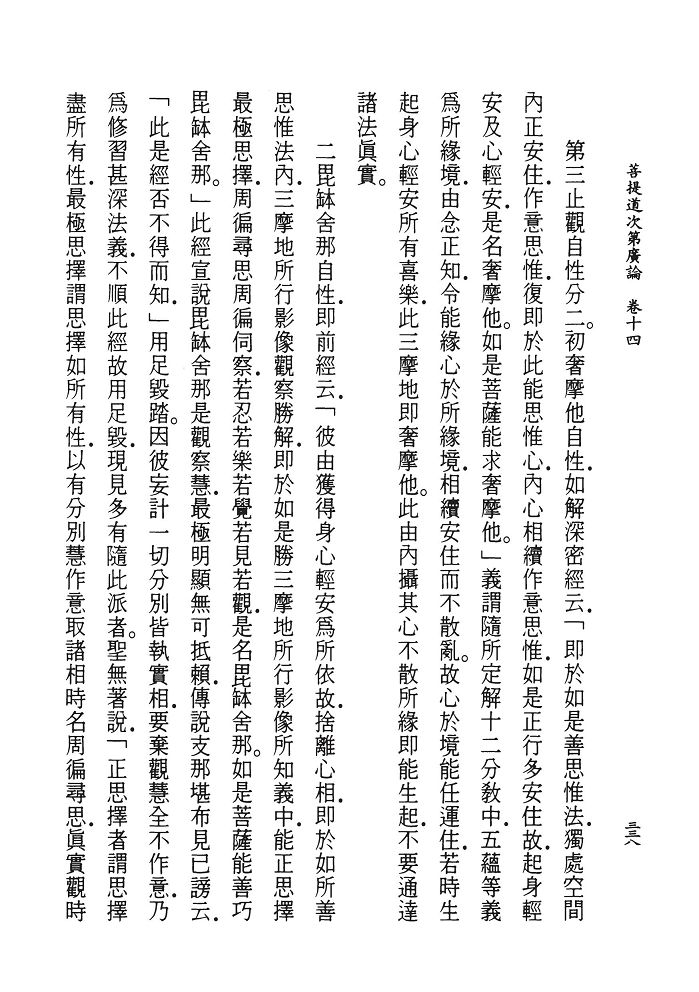 菩提道次第廣論　卷十四
三三八
第三止觀自性分二。初奢摩他自性．如解深密經云．「即於如是善思惟法．獨處空閒
內正安住．作意思惟．復即於此能思惟心．內心相續作意思惟．如是正行多安住故．起身輕
安及心輕安．是名奢摩他。如是菩薩能求奢摩他。」義謂隨所定解十二分敎中．五蘊等義
爲所緣境．由念正知．令能緣心於所緣境．相續安住而不散亂。故心於境能任運住．若時生
起身心輕安所有喜樂．此三摩地即奢摩他。此由內攝其心不散所緣即能生起．不要通達
諸法眞實。
二毘鉢舍那自性．即前經云．「彼由獲得身心輕安爲所依故．捨離心相．即於如所善
思惟法．內三摩地所行影像觀察勝解．即於如是勝三摩地所行影像所知義中．能正思擇
最極思擇．周徧尋思周徧伺察．若忍若樂若覺若見若觀．是名毘鉢舍那。如是菩薩能善巧
毘鉢舍那。」此經宣說毘鉢舍那是觀察慧．最極明顯無可抵賴．傳說支那堪布見已謗云．
「此是經否不得而知．」用足毀踏。因彼妄計一切分別皆執實相．要棄觀慧全不作意．乃
爲修習甚深法義．不順此經故用足毀．現見多有隨此派者。聖無著說．「正思擇者謂思擇
盡所有性．最極思擇謂思擇如所有性．以有分別慧作意取諸相時名周徧尋思．眞實觀時